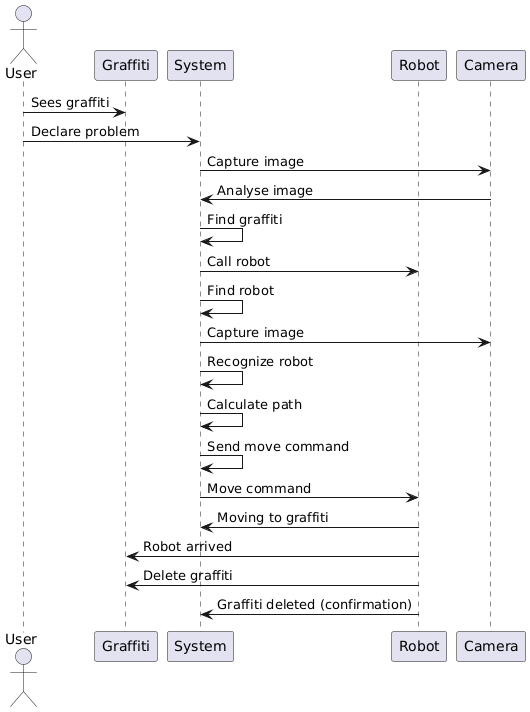 User
Graffiti
System
Robot
Camera
Sees graffiti
Declare problem
Capture image
Analyse image
Find graffiti
Call robot
Find robot
Capture image
Recognize robot
Calculate path
Send move command
Move command
Moving to graffiti
Robot arrived
Delete graffiti
Graffiti deleted (confirmation)
User
Graffiti
System
Robot
Camera